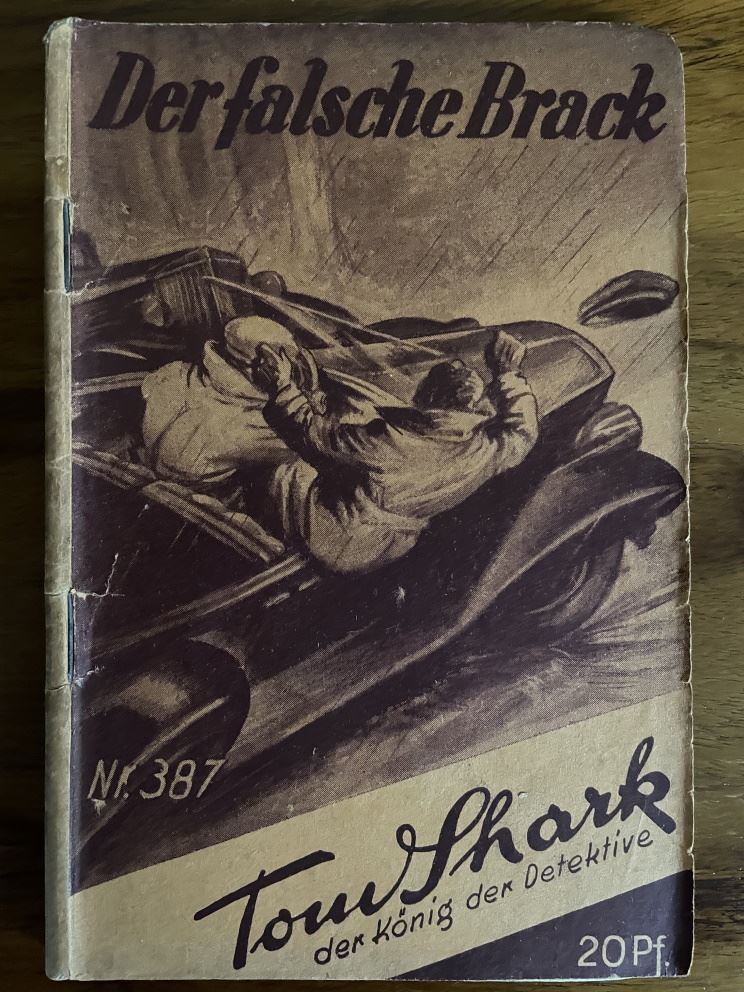 Der falsche Brack
Nr. 387
Tom Shark
der König der Detektive
20 Pf.